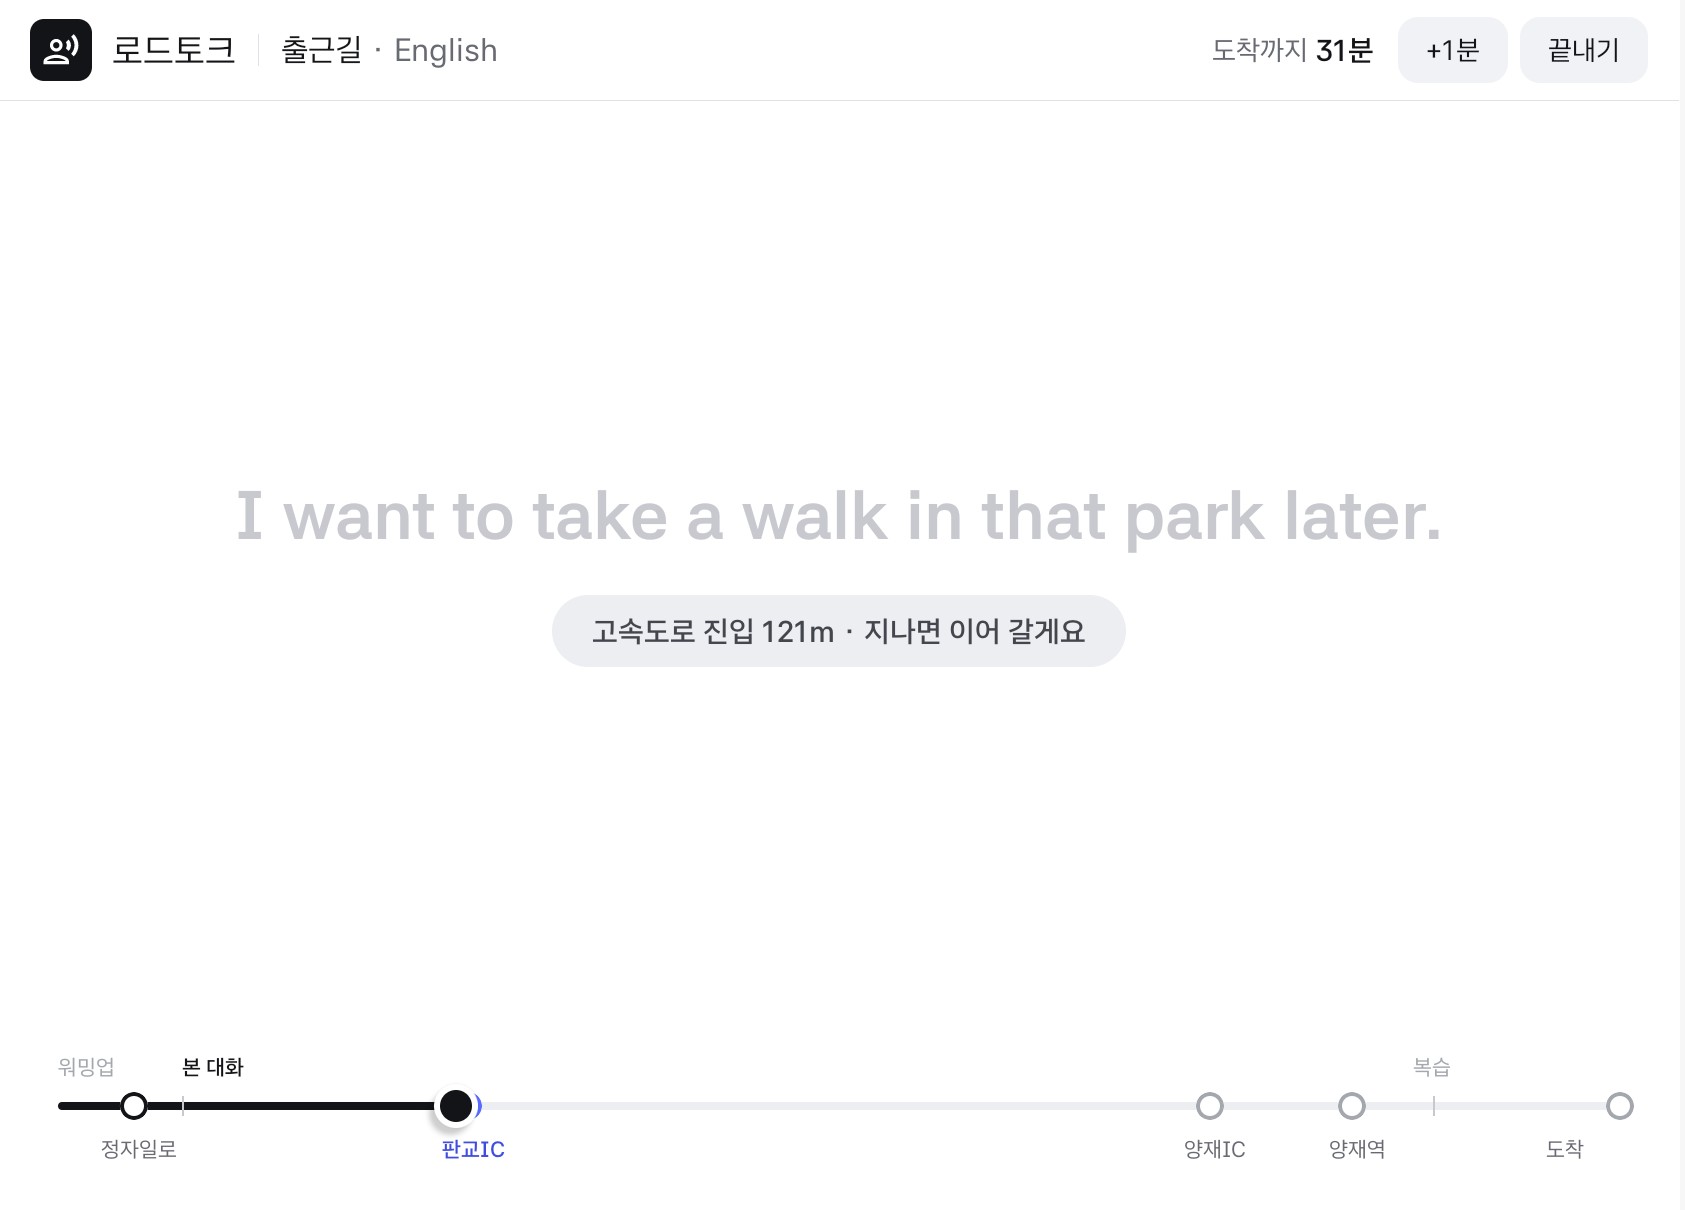 로드토크
출근길 · English
도착까지 31분
+1분
끝내기
I want to take a walk in that park later.
고속도로 진입 121m · 지나면 이어 갈게요
워밍업
본 대화
복습
정자일로
판교IC
양재IC
양재역
도착